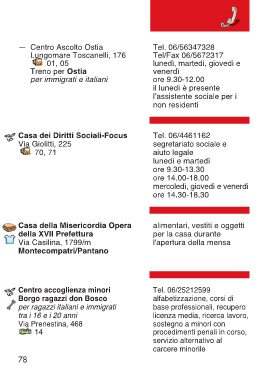 — Centro Ascolto Ostia
Lungomare Toscanelli, 176
01, 05
Treno per Ostia
per immigrati e italiani
Tel. 06/56347328
Tel/Fax 06/5672317
lunedì, martedì, giovedì e
venerdì
ore 9.30-12.00
il lunedì è presente
l'assistente sociale per i
non residenti
Casa dei Diritti Sociali-Focus
Via Giolitti, 225
70, 71
Tel. 06/4461162
segretariato sociale e
aiuto legale
lunedì e martedì
ore 9.30-13.30
ore 14.00-18.00
mercoledì, giovedì e venerdì
ore 14.30-18.30
Casa della Misericordia Opera
della XVII Prefettura
Via Casilina, 1799/m
Montecompatri/Pantano
alimentari, vestiti e oggetti
per la casa durante
l'apertura della mensa
Centro accoglienza minori
Borgo ragazzi don Bosco
per ragazzi italiani e immigrati
tra i 16 e i 20 anni
Via Prenestina, 468
14
Tel. 06/25212599
alfabetizzazione, corsi di
base professionali, recupero
licenza media, ricerca lavoro,
sostegno a minori con
procedimenti penali in corso,
servizio alternativo al
carcere minorile
78